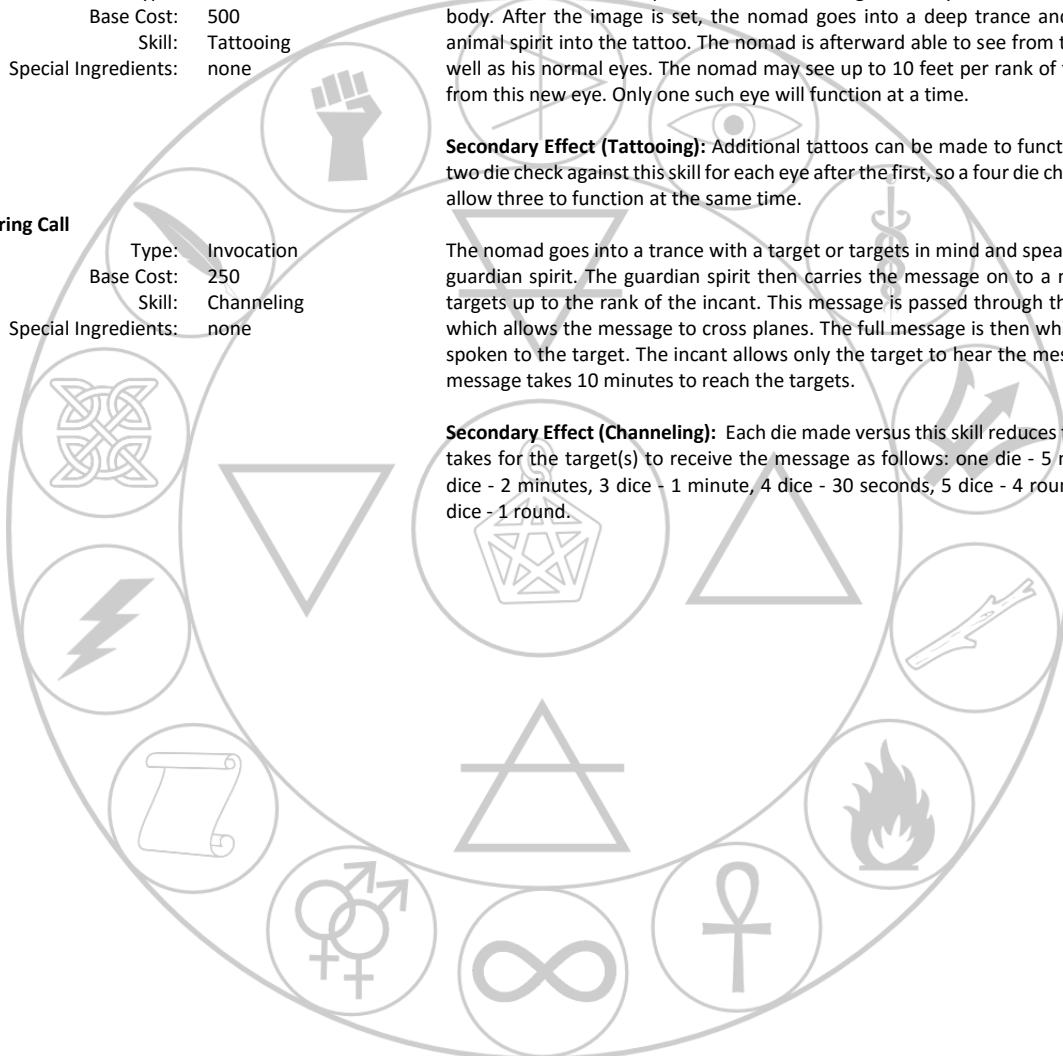 Base Cost: 500
Skill: Tattooing
Special Ingredients: none
body. After the image is set, the nomad goes into a deep trance and
animal spirit into the tattoo. The nomad is afterward able to see from
well as his normal eyes. The nomad may see up to 10 feet per rank of
from this new eye. Only one such eye will function at a time.
Secondary Effect (Tattooing): Additional tattoos can be made to
two die check against this skill for each eye after the first, so a four die
allow three to function at the same time.
Call
Type: Invocation
Base Cost: 250
Skill: Channeling
Special Ingredients: none
The nomad goes into a trance with a target or targets in mind and
guardian spirit. The guardian spirit then carries the message on to a
targets up to the rank of the incant. This message is passed through
which allows the message to cross planes. The full message is then
spoken to the target. The incant allows only the target to hear the
message takes 10 minutes to reach the targets.
Secondary Effect (Channeling): Each die made versus this skill reduces
takes for the target(s) to receive the message as follows: one die - 5
dice - 2 minutes, 3 dice - 1 minute, 4 dice - 30 seconds, 5 dice - 4
dice - 1 round.